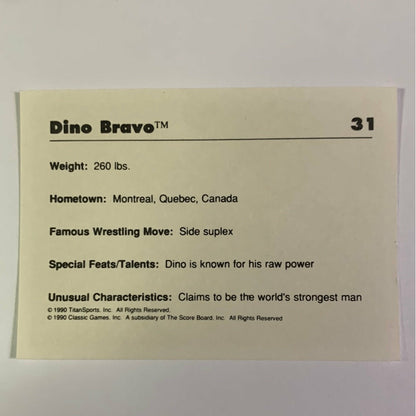 Dino Bravo™ 31
Weight: 260 lbs.
Hometown: Montreal, Quebec, Canada
Famous Wrestling Move: Side suplex
Special Feats/Talents: Dino is known for his raw power
Unusual Characteristics: Claims to be the world's strongest man
© 1990 TitanSports, Inc. All Rights Reserved.
© 1990 Classic Games, Inc. A subsidiary of The Score Board, Inc. All Rights Reserved